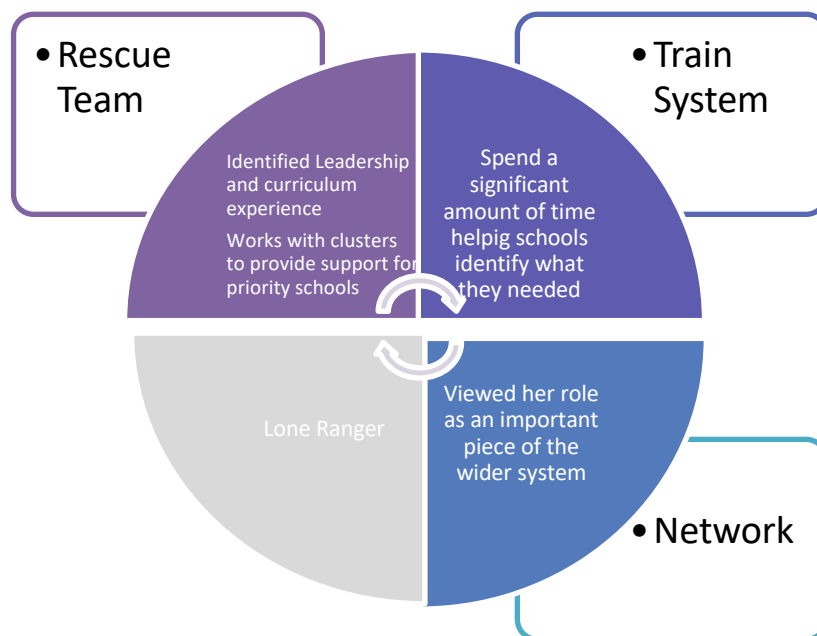 • Rescue
Team
• Train
System
Identified Leadership
and curriculum
experience
Works with clusters
to provide support for
priority schools
Spend a
significant
amount of time
helpig schools
identify what
they needed
Lone Ranger
Viewed her role
as an important
piece of the
wider system
• Network